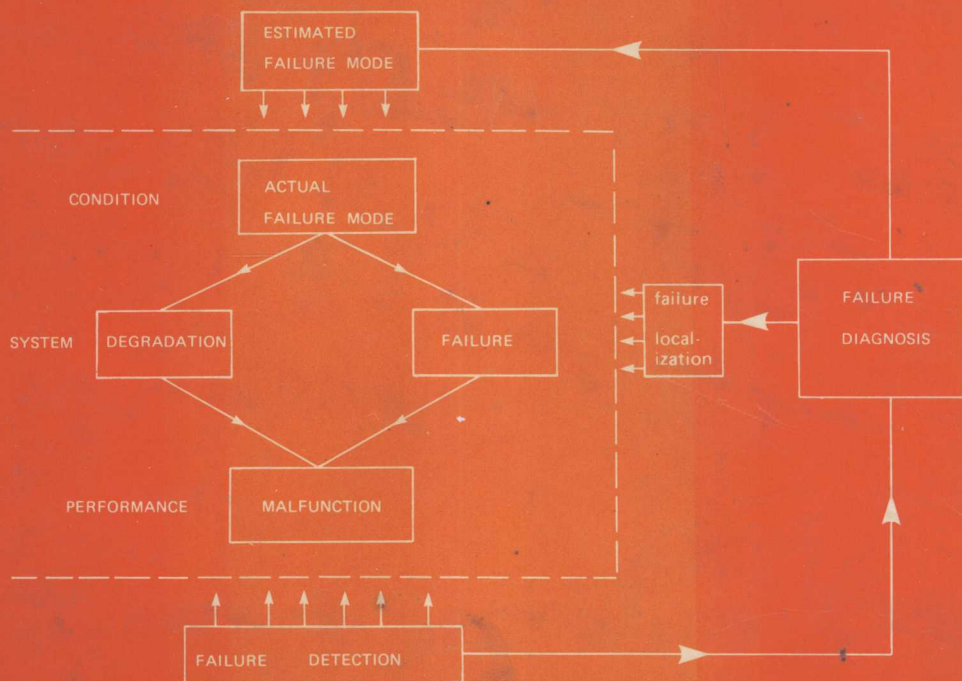 ESTIMATED
FAILURE MODE
CONDITION
ACTUAL
FAILURE MODE
SYSTEM
DEGRADATION
FAILURE
failure
local-
ization
FAILURE
DIAGNOSIS
PERFORMANCE
MALFUNCTION
FAILURE DETECTION